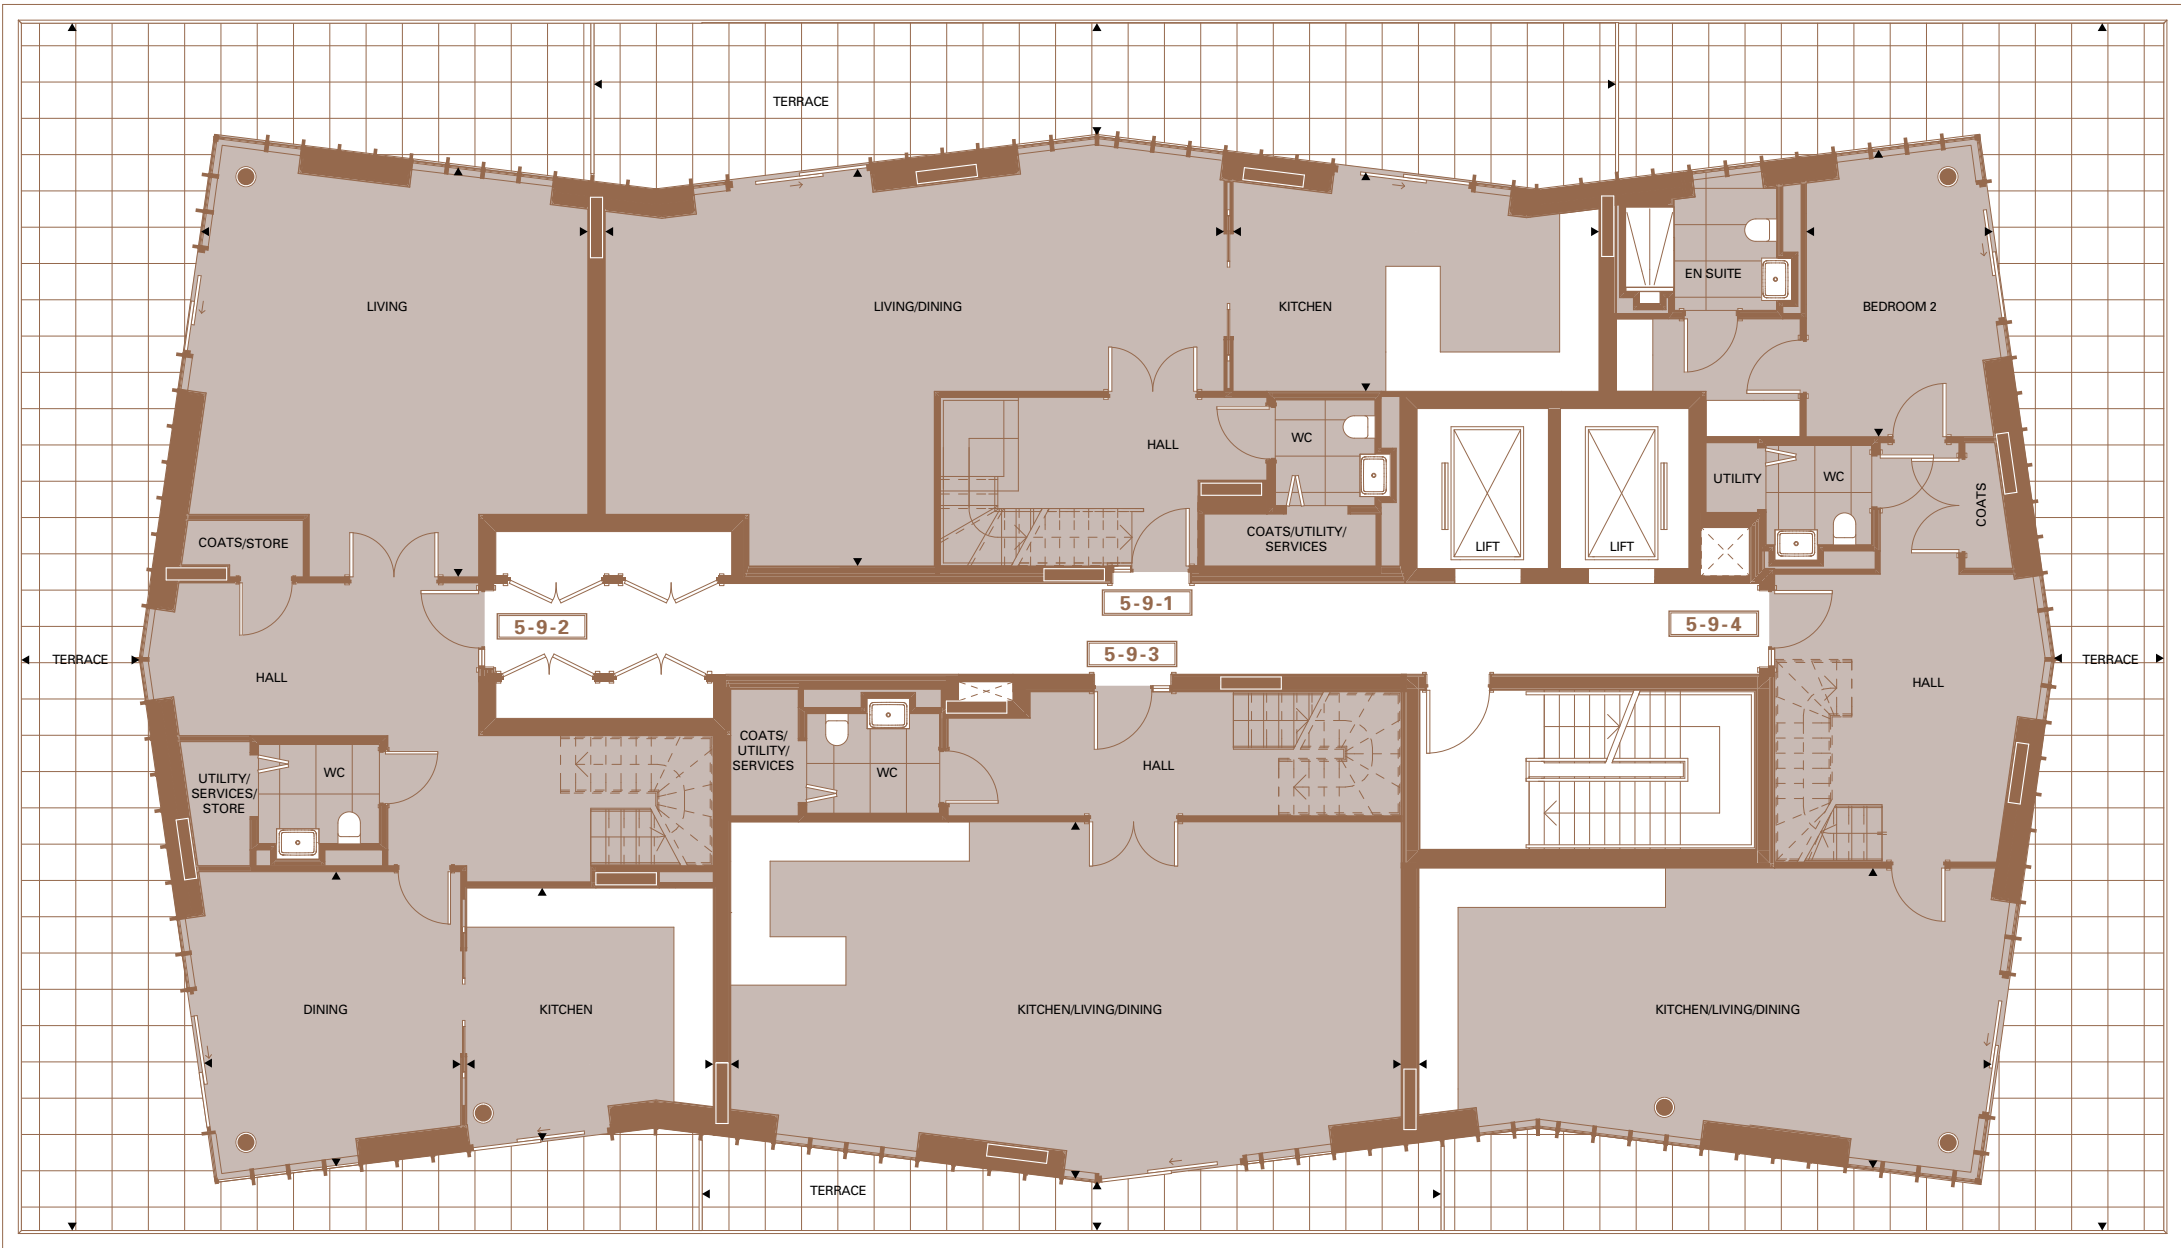 TERRACE
EN SUITE
LIVING
LIVING/DINING
KITCHEN
BEDROOM 2
HALL
WC
UTILITY
WC
COATS
COATS/STORE
COATS/UTILITY/
SERVICES
LIFT
LIFT
5-9-1
5-9-2
5-9-4
5-9-3
TERRACE
HALL
HALL
TERRACE
COATS/
UTILITY/
SERVICES
WC
HALL
UTILITY/
SERVICES/
STORE
WC
DINING
KITCHEN
KITCHEN/LIVING/DINING
KITCHEN/LIVING/DINING
TERRACE